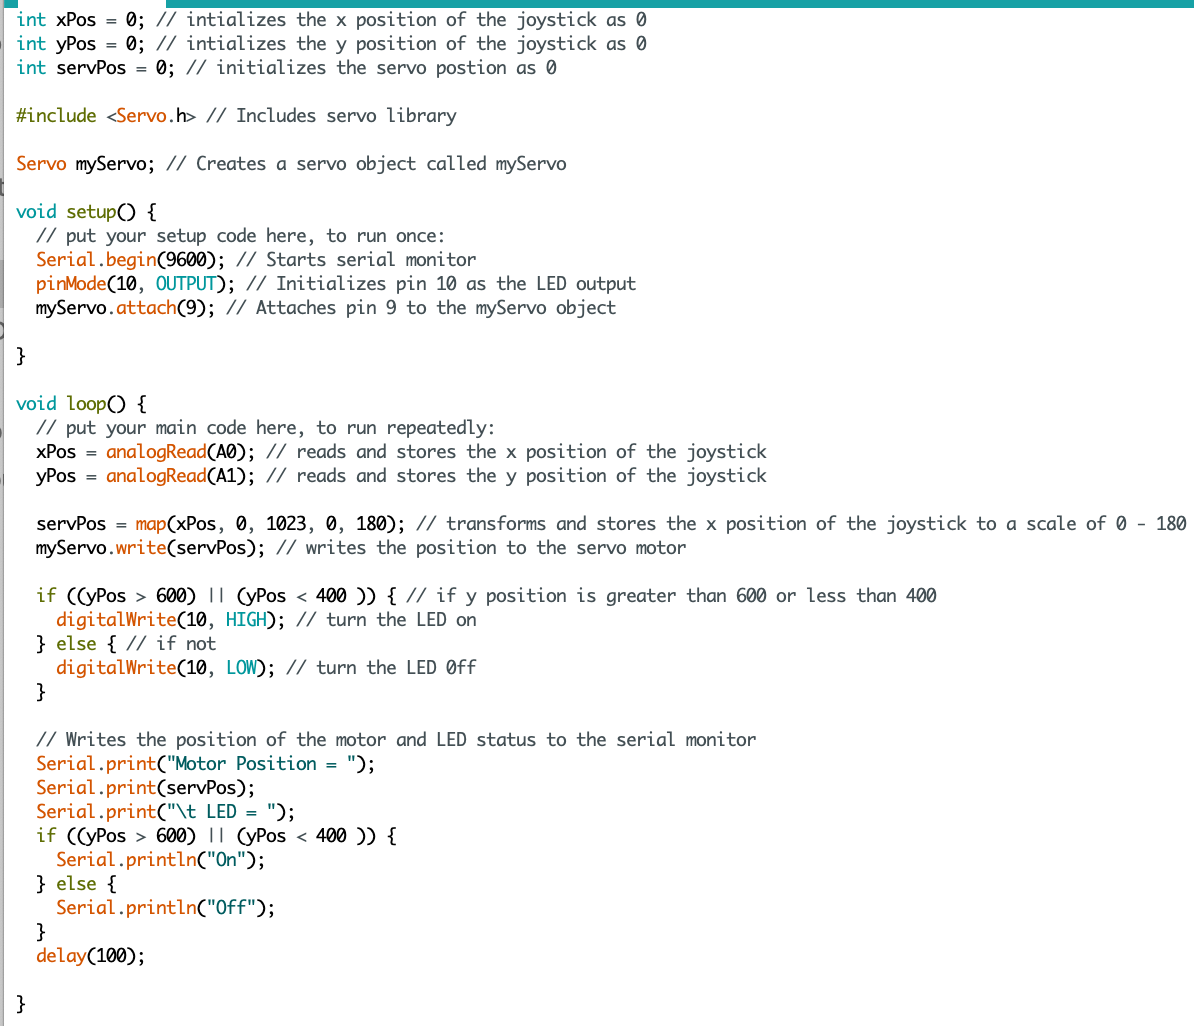 int xPos = 0; // intializes the x position of the joystick as 0
int yPos = 0; // intializes the y position of the joystick as 0
int servPos = 0; // initializes the servo postion as 0
#include <Servo.h> // Includes servo library
Servo myServo; // Creates a servo object called myServo
void setup() {
// put your setup code here, to run once:
Serial.begin(9600); // Starts serial monitor
pinMode(10, OUTPUT); // Initializes pin 10 as the LED output
myServo.attach(9); // Attaches pin 9 to the myServo object
}
void loop() {
// put your main code here, to run repeatedly:
xPos = analogRead(A0); // reads and stores the x position of the joystick
yPos = analogRead(A1); // reads and stores the y position of the joystick
servPos = map(xPos, 0, 1023, 0, 180); // transforms and stores the x position of the joystick to a scale of 0 - 180
myServo.write(servPos); // writes the position to the servo motor
if ((yPos > 600) || (yPos < 400 )) { // if y position is greater than 600 or less than 400
digitalWrite(10, HIGH); // turn the LED on
} else { // if not
digitalWrite(10, LOW); // turn the LED 0ff
}
// Writes the position of the motor and LED status to the serial monitor
Serial.print("Motor Position = ");
Serial.print(servPos);
Serial.print("\t LED = ");
if ((yPos > 600) || (yPos < 400 )) {
Serial.println("On");
} else {
Serial.println("Off");
}
delay(100);
}